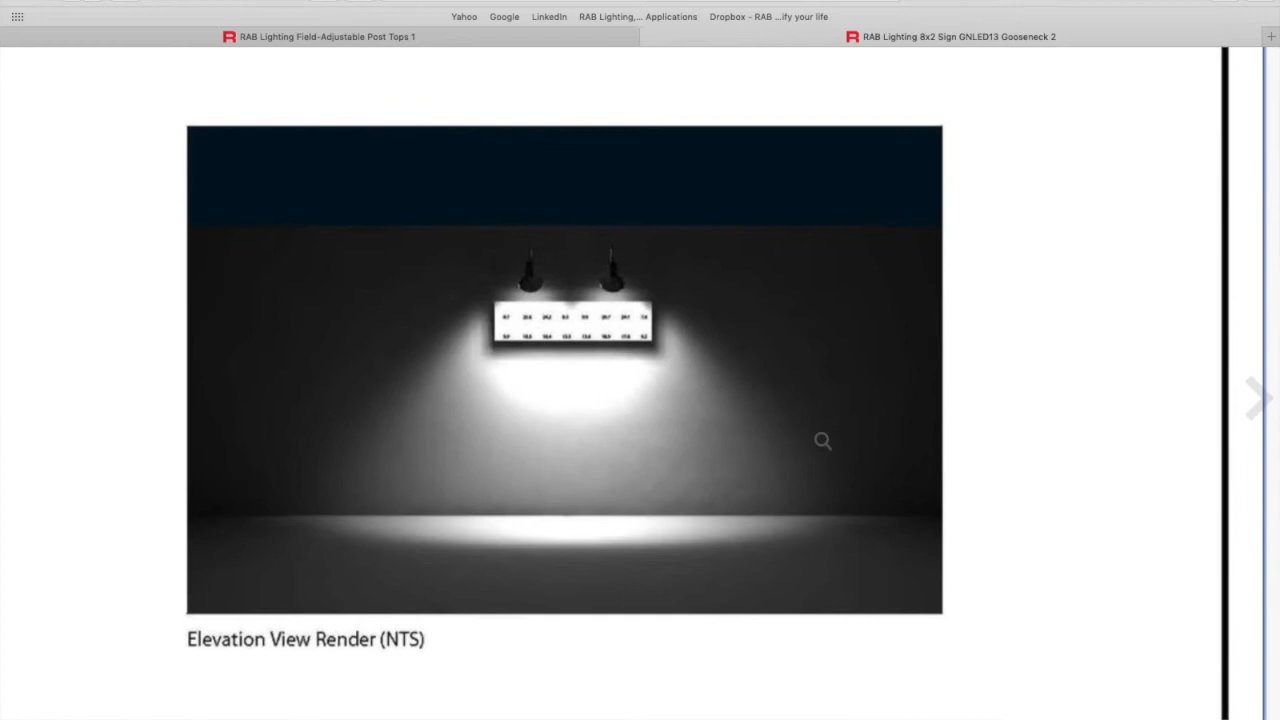 Yahoo Google LinkedIn RAB Lighting,... Applications Dropbox - RAB ...ify your life
RAB Lighting Field-Adjustable Post Tops 1
RAB Lighting 8x2 Sign GNLED13 Gooseneck 2
Elevation View Render (NTS)